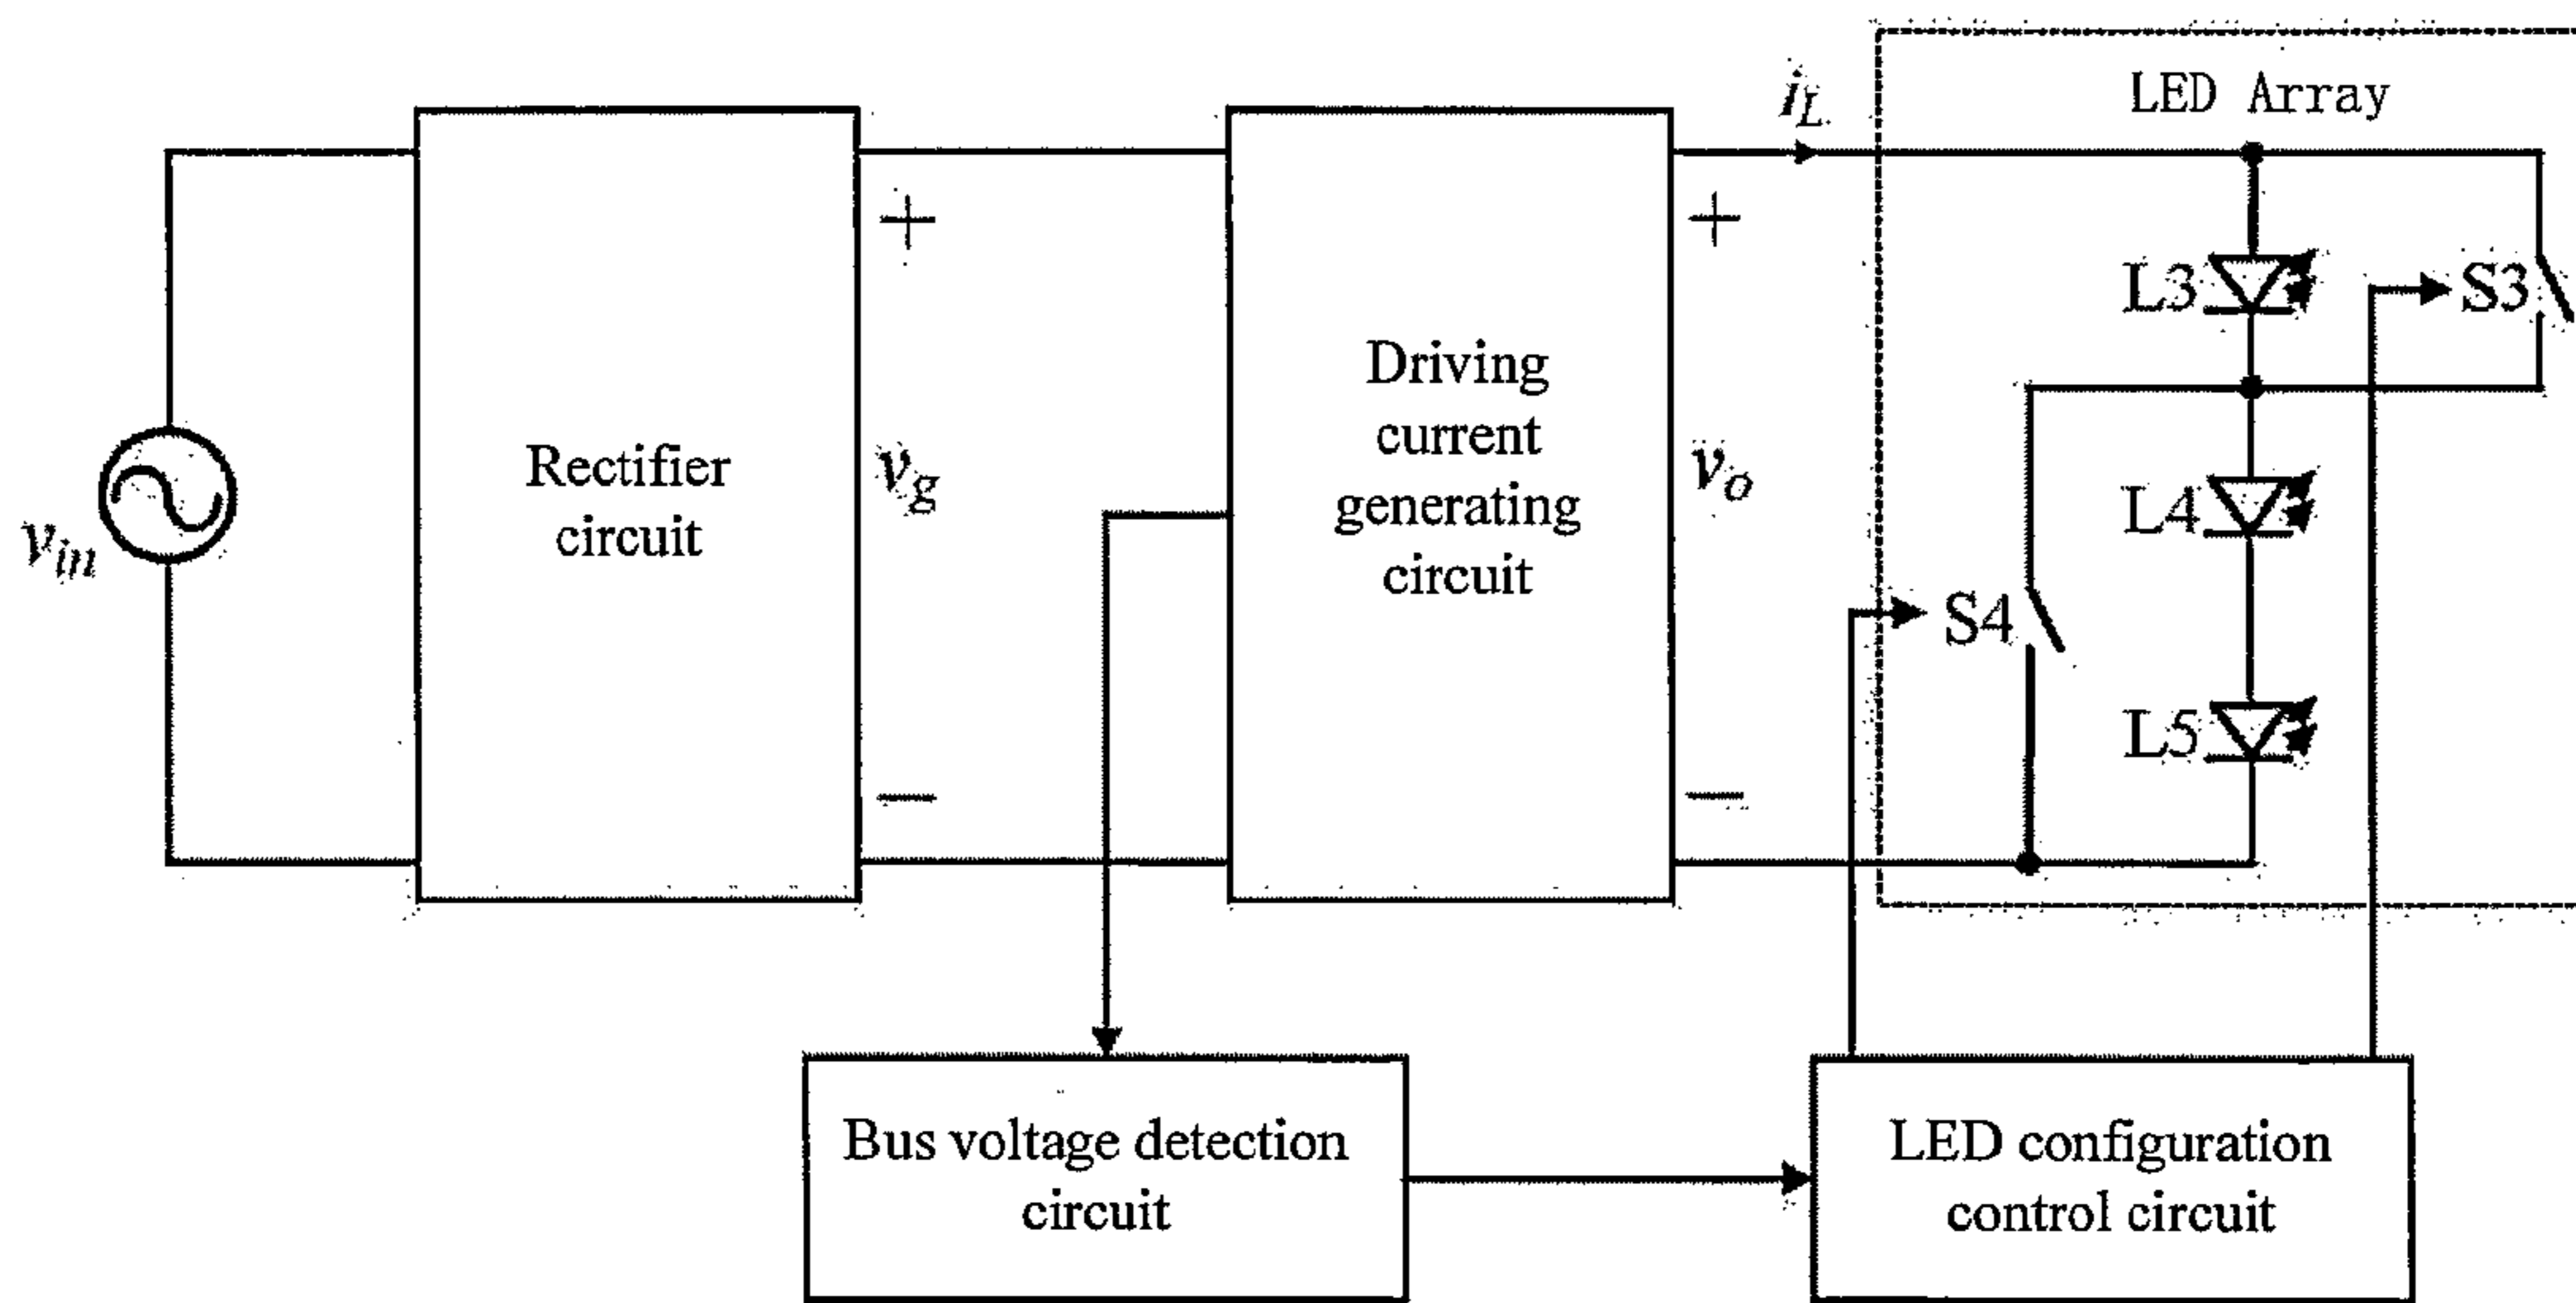 v_in
Rectifier
circuit
+
v_g
−
Driving
current
generating
circuit
i_L
+
v_o
−
LED Array
L3
S3
L4
S4
L5
Bus voltage detection
circuit
LED configuration
control circuit